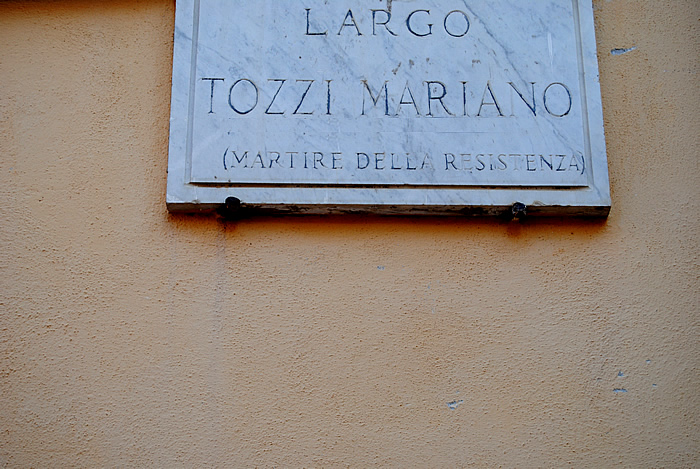 LARGO
TOZZI MARIANO
(MARTIRE DELLA RESISTENZA)